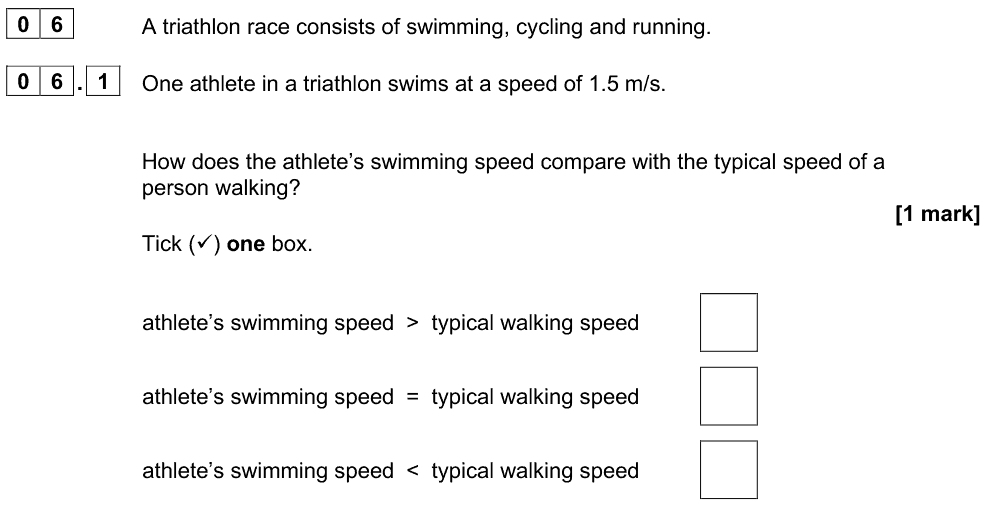 0 6 A triathlon race consists of swimming, cycling and running.
0 6 . 1 One athlete in a triathlon swims at a speed of 1.5 m/s.
How does the athlete’s swimming speed compare with the typical speed of a
person walking?
[1 mark]
Tick (✓) one box.
athlete’s swimming speed > typical walking speed
athlete’s swimming speed = typical walking speed
athlete’s swimming speed < typical walking speed